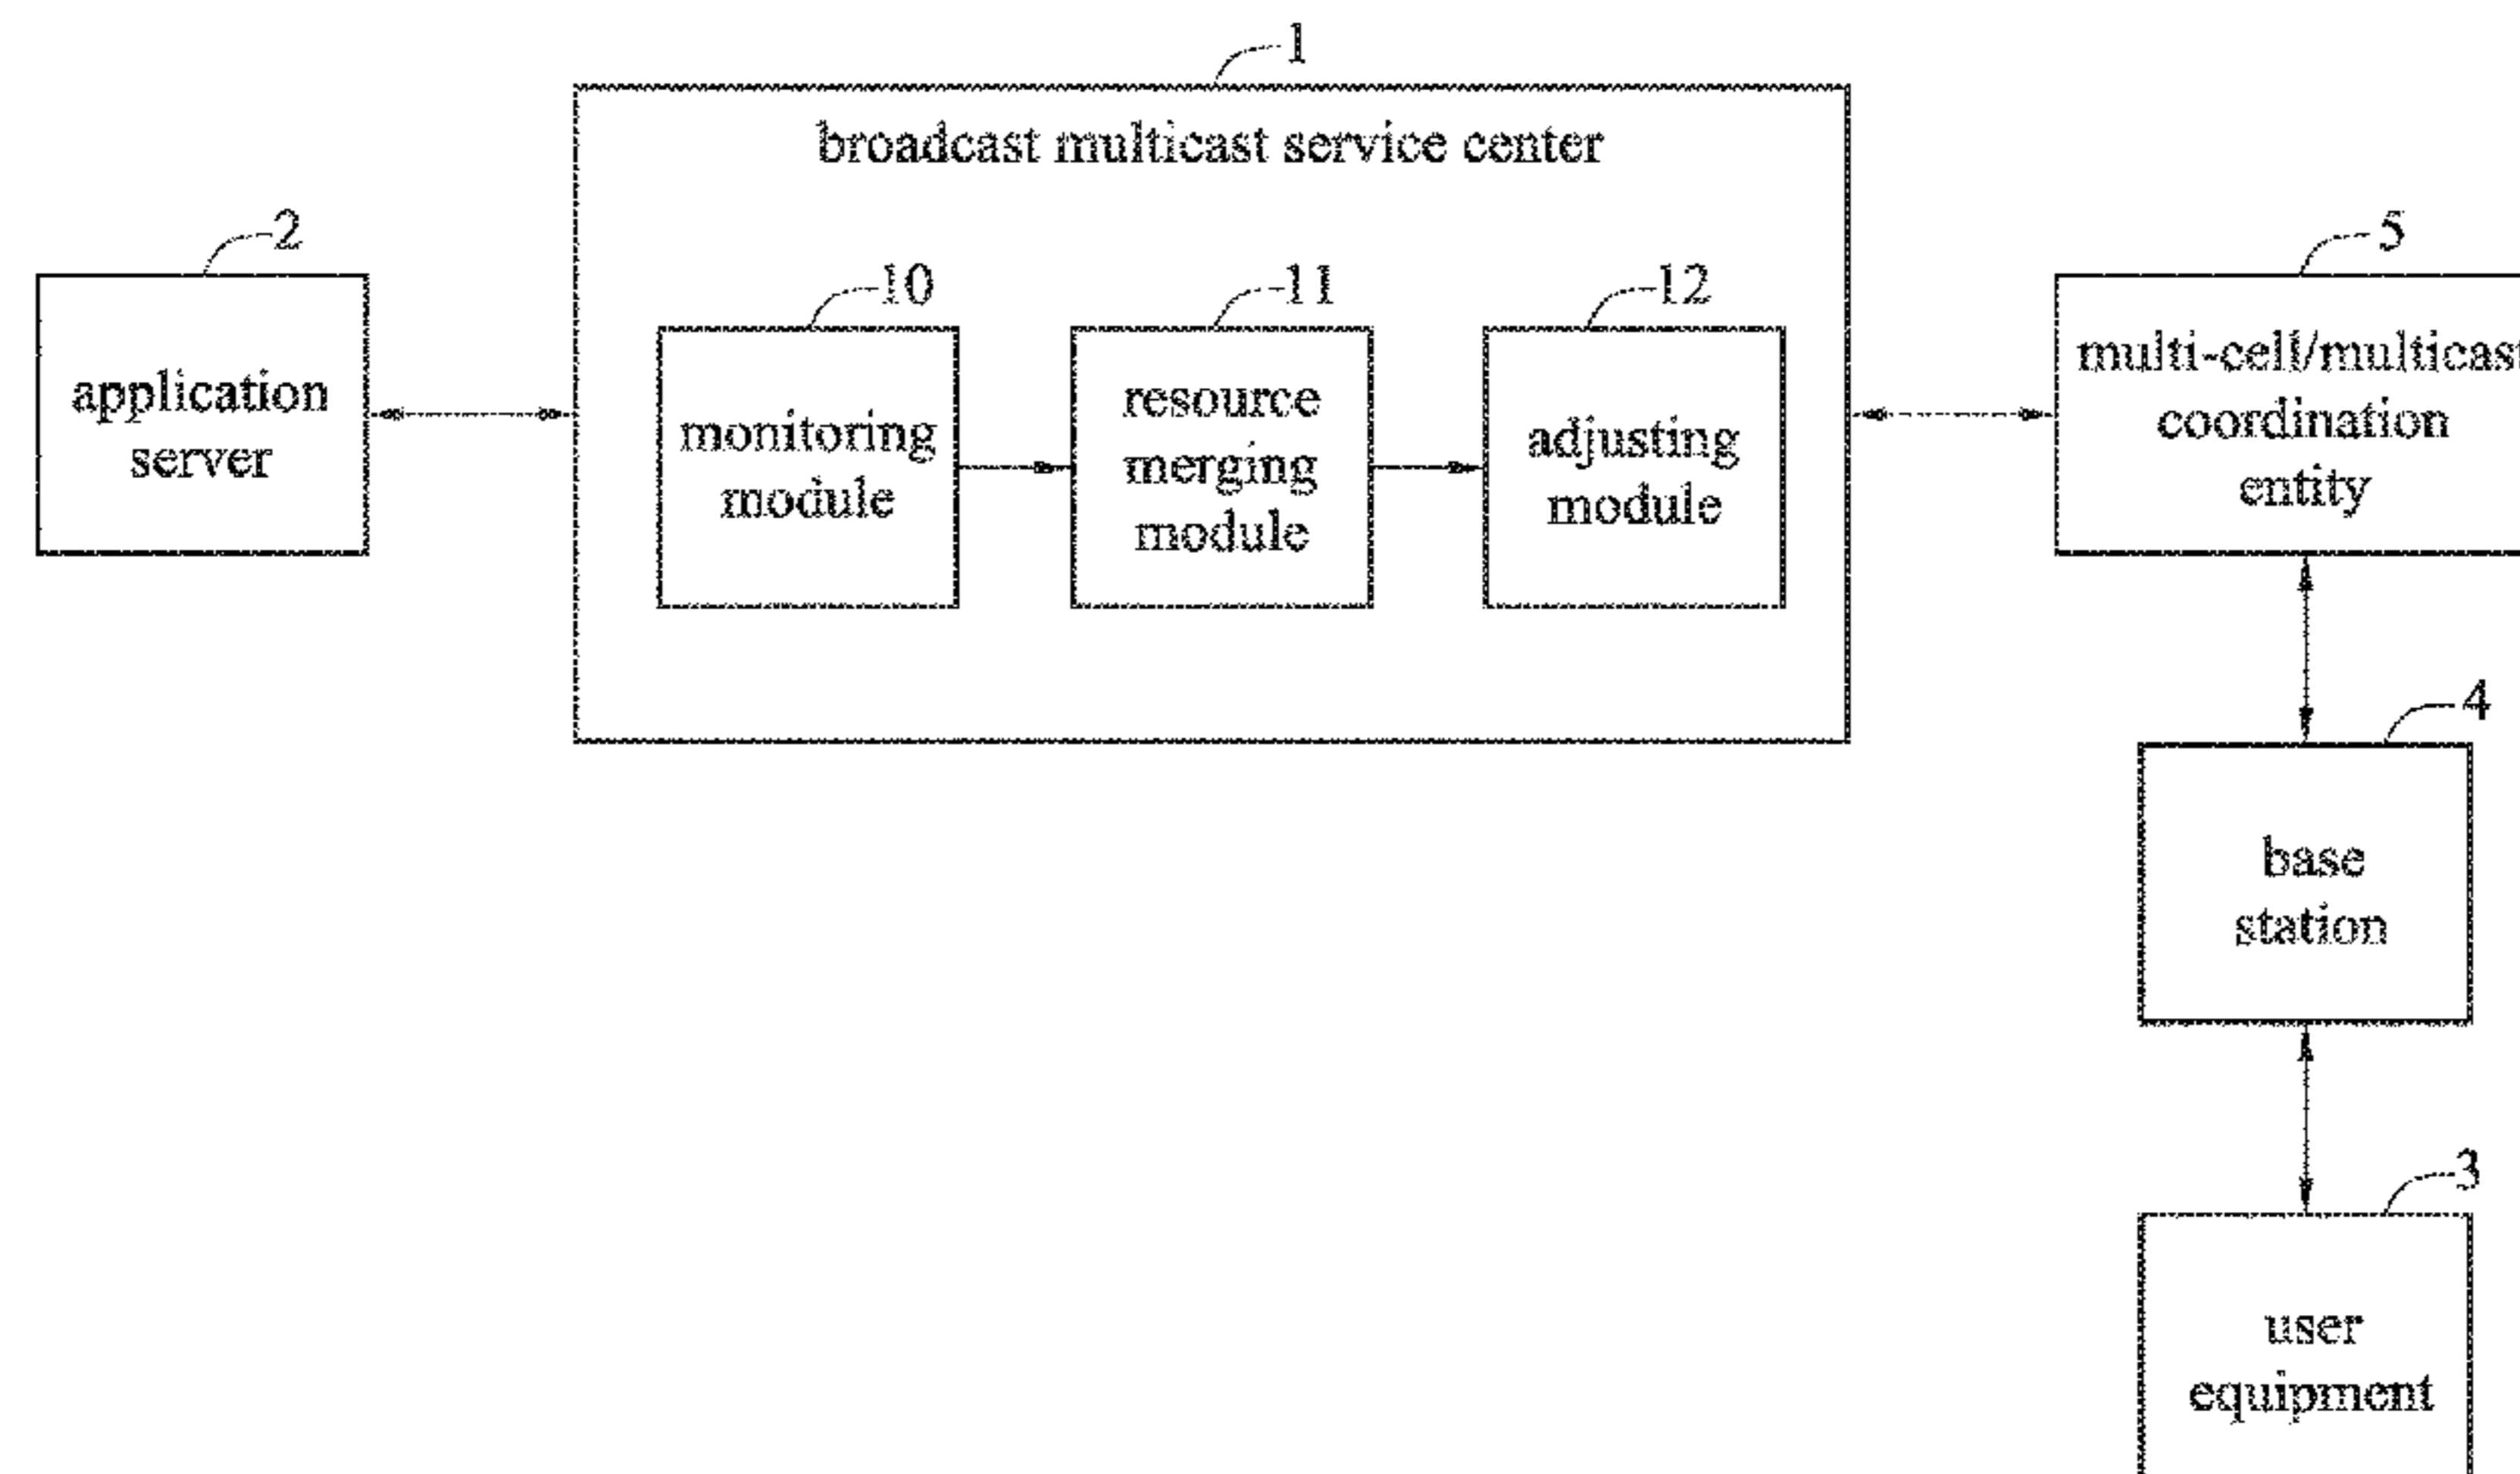 1
broadcast multicast service center
2
application
server
10
monitoring
module
11
resource
merging
module
12
adjusting
module
5
multi-cell/multicast
coordination
entity
4
base
station
3
user
equipment